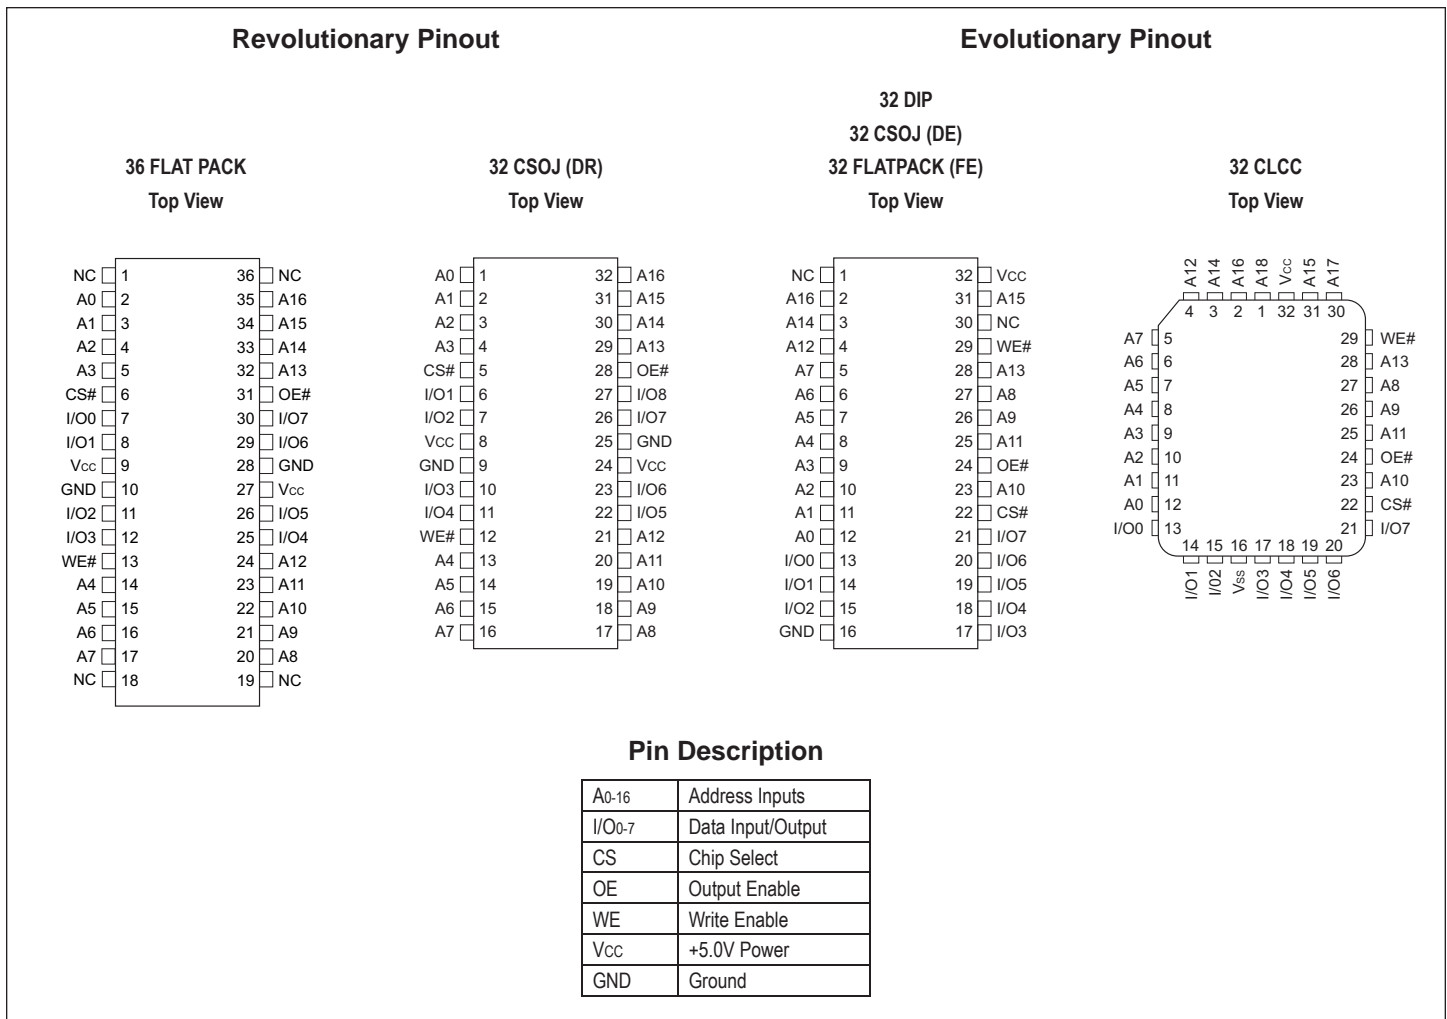 Revolutionary Pinout
Evolutionary Pinout
36 FLAT PACK
Top View
NC 1 36 NC
A0 2 35 A16
A1 3 34 A15
A2 4 33 A14
A3 5 32 A13
CS# 6 31 OE#
I/O0 7 30 I/O7
I/O1 8 29 I/O6
Vcc 9 28 GND
GND 10 27 Vcc
I/O2 11 26 I/O5
I/O3 12 25 I/O4
WE# 13 24 A12
A4 14 23 A11
A5 15 22 A10
A6 16 21 A9
A7 17 20 A8
NC 18 19 NC
32 CSOJ (DR)
Top View
A0 1 32 A16
A1 2 31 A15
A2 3 30 A14
A3 4 29 A13
CS# 5 28 OE#
I/O1 6 27 I/O8
I/O2 7 26 I/O7
Vcc 8 25 GND
GND 9 24 Vcc
I/O3 10 23 I/O6
I/O4 11 22 I/O5
WE# 12 21 A12
A4 13 20 A11
A5 14 19 A10
A6 15 18 A9
A7 16 17 A8
32 DIP
32 CSOJ (DE)
32 FLATPACK (FE)
Top View
NC 1 32 Vcc
A16 2 31 A15
A14 3 30 NC
A12 4 29 WE#
A7 5 28 A13
A6 6 27 A8
A5 7 26 A9
A4 8 25 A11
A3 9 24 OE#
A2 10 23 A10
A1 11 22 CS#
A0 12 21 I/O7
I/O0 13 20 I/O6
I/O1 14 19 I/O5
I/O2 15 18 I/O4
GND 16 17 I/O3
32 CLCC
Top View
A12 A14 A16 A18 Vcc A15 A17
4 3 2 1 32 31 30
A7 5 29 WE#
A6 6 28 A13
A5 7 27 A8
A4 8 26 A9
A3 9 25 A11
A2 10 24 OE#
A1 11 23 A10
A0 12 22 CS#
I/O0 13 21 I/O7
14 15 16 17 18 19 20
I/O1 I/02 Vss I/O3 I/O4 I/O5 I/O6
Pin Description
A0-16 Address Inputs
I/O0-7 Data Input/Output
CS Chip Select
OE Output Enable
WE Write Enable
Vcc +5.0V Power
GND Ground